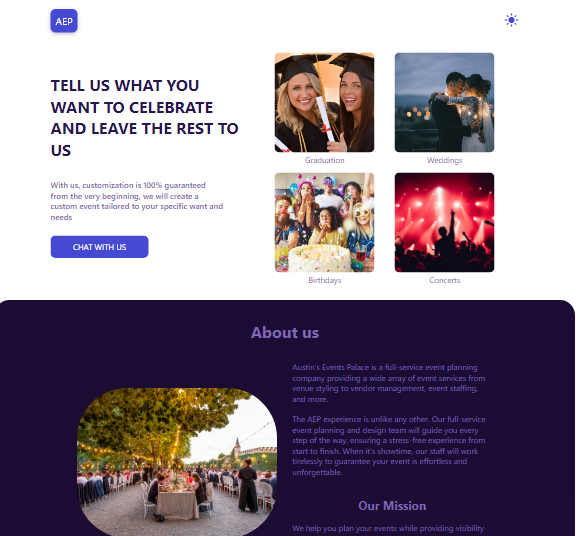 AEP
TELL US WHAT YOU
WANT TO CELEBRATE
AND LEAVE THE REST TO
US
With us, customization is 100% guaranteed
from the very beginning, we will create a
custom event tailored to your specific want and
needs
CHAT WITH US
Graduation
Weddings
Birthdays
Concerts
About us
Austin's Events Palace is a full-service event planning
company providing a wide array of event services from
venue styling to vendor management, event staffing,
and more.
The AEP experience is unlike any other. Our full-service
event planning and design team will guide you every
step of the way, ensuring a stress-free experience from
start to finish. When it's showtime, our staff will work
tirelessly to guarantee your event is effortless and
unforgettable.
Our Mission
We help you plan your events while providing visibility